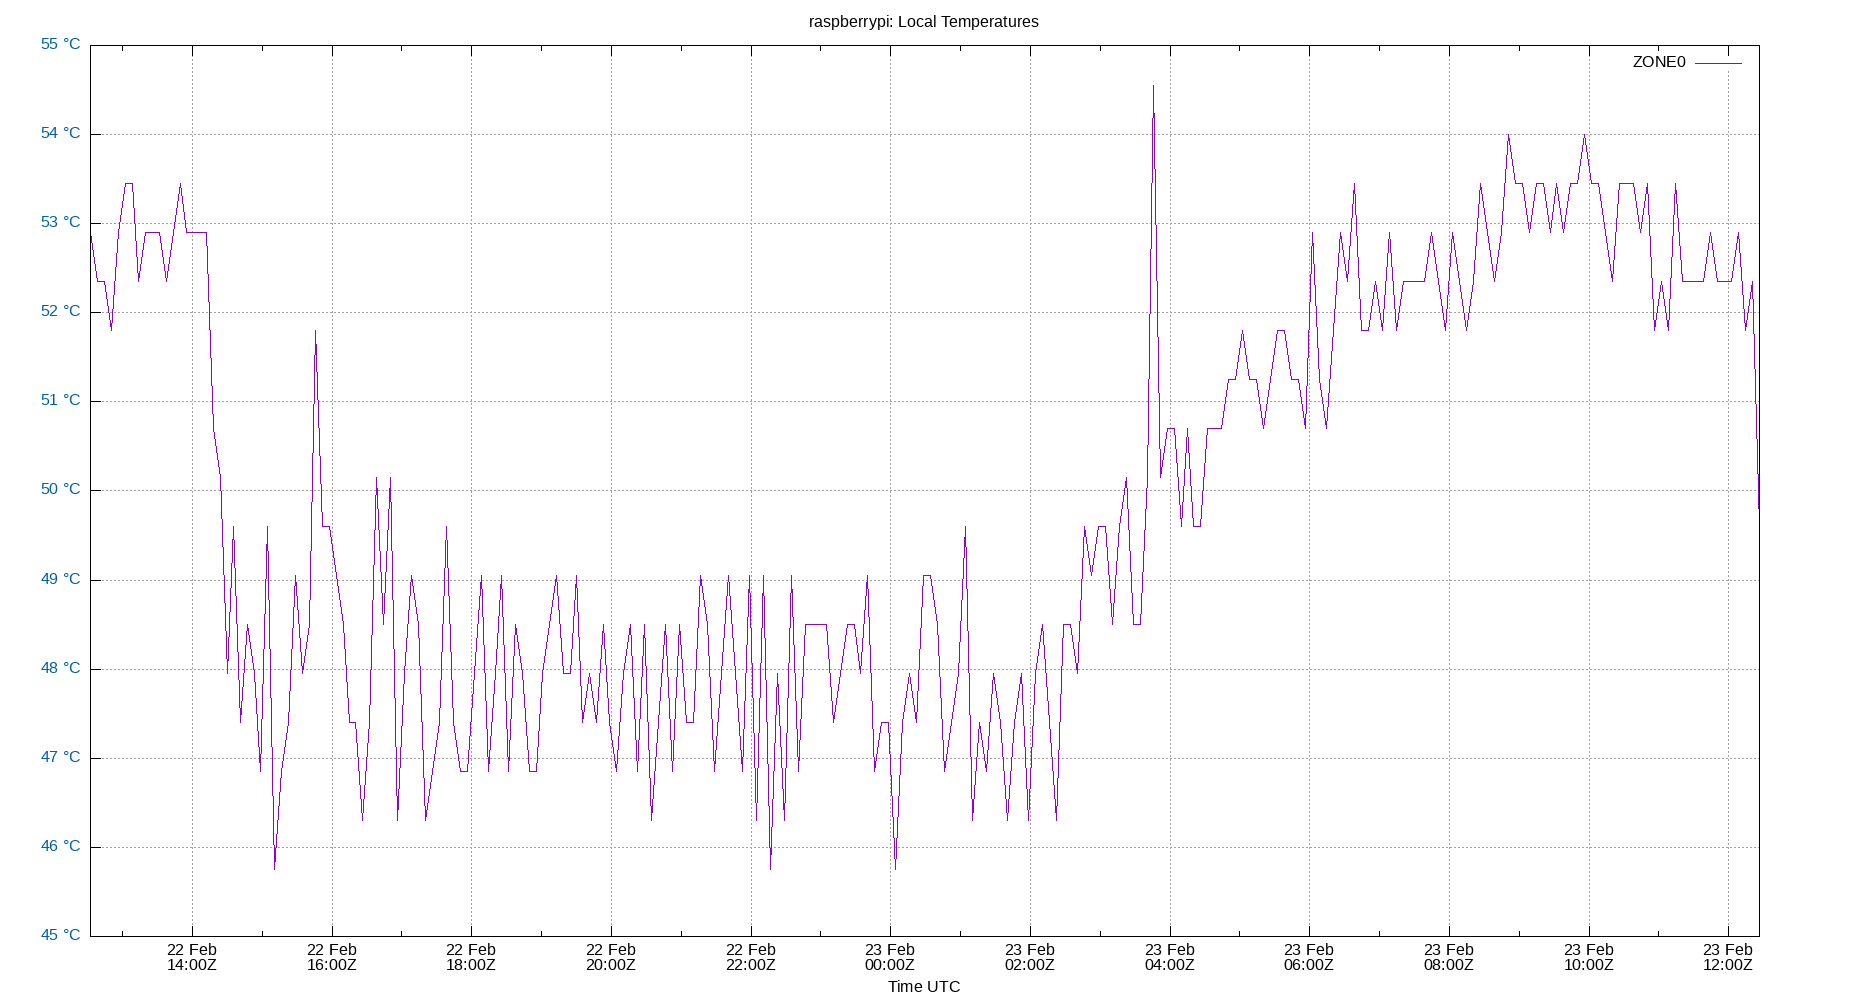 raspberrypi: Local Temperatures
ZONE0
55 °C
54 °C
53 °C
52 °C
51 °C
50 °C
49 °C
48 °C
47 °C
46 °C
45 °C
22 Feb
14:00Z
22 Feb
16:00Z
22 Feb
18:00Z
22 Feb
20:00Z
22 Feb
22:00Z
23 Feb
00:00Z
23 Feb
02:00Z
23 Feb
04:00Z
23 Feb
06:00Z
23 Feb
08:00Z
23 Feb
10:00Z
23 Feb
12:00Z
Time UTC